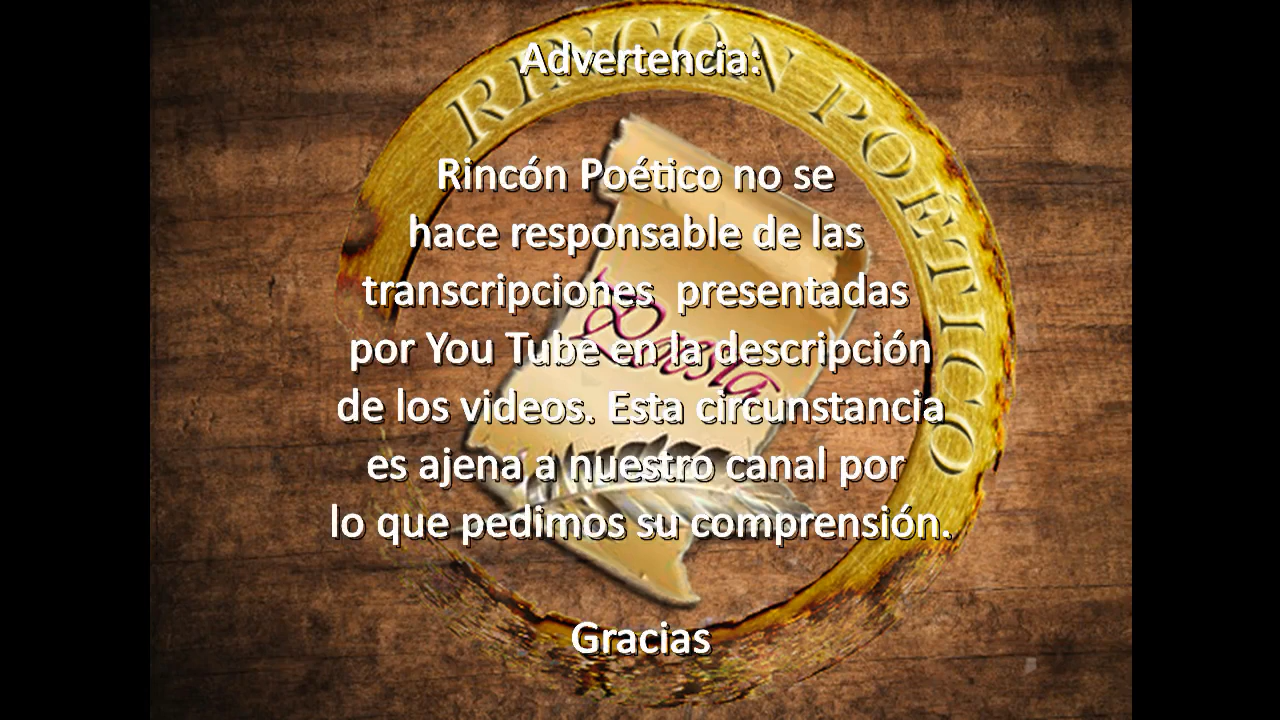 RINCÓN POÉTICO
Advertencia:
Rincón Poético no se
hace responsable de las
transcripciones presentadas
por You Tube en la descripción
de los videos. Esta circunstancia
es ajena a nuestro canal por
lo que pedimos su comprensión.
Gracias
Poesía